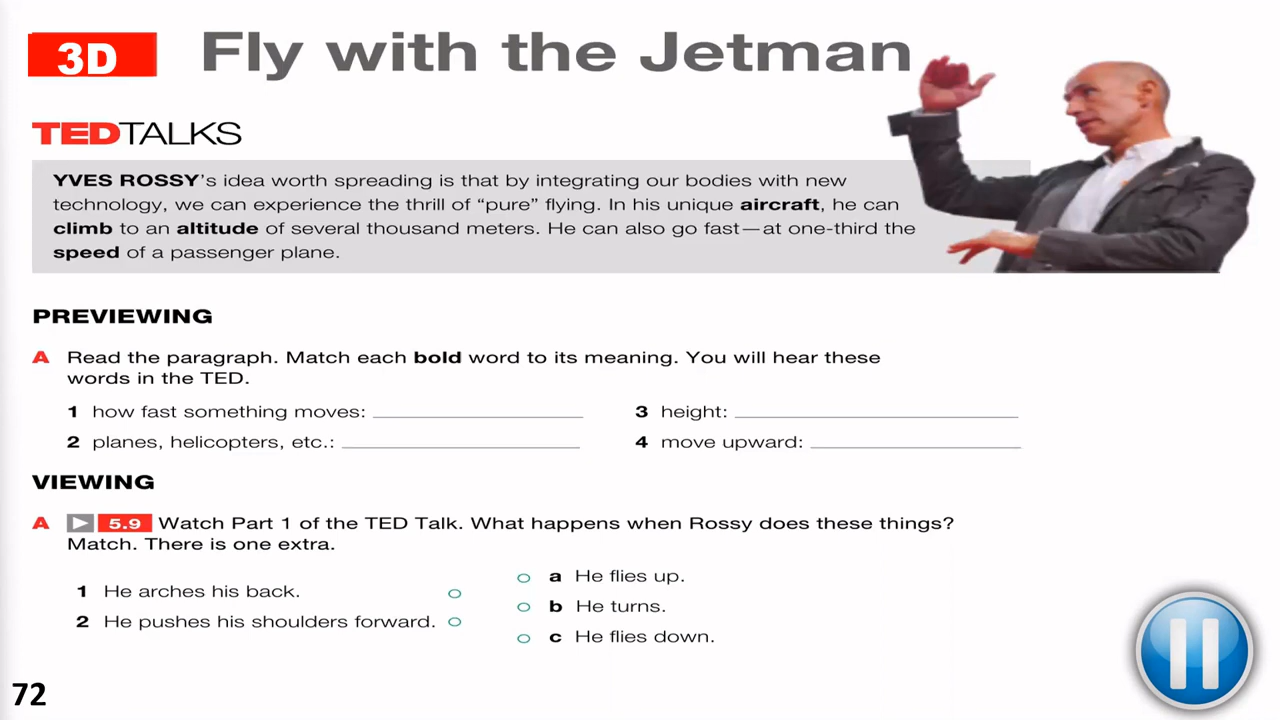 3D Fly with the Jetman
TEDTALKS
YVES ROSSY's idea worth spreading is that by integrating our bodies with new
technology, we can experience the thrill of “pure” flying. In his unique aircraft, he can
climb to an altitude of several thousand meters. He can also go fast—at one-third the
speed of a passenger plane.
PREVIEWING
A Read the paragraph. Match each bold word to its meaning. You will hear these
words in the TED.
1 how fast something moves: ____________________ 3 height: ____________________
2 planes, helicopters, etc.: ____________________ 4 move upward: ____________________
VIEWING
A 5.9 Watch Part 1 of the TED Talk. What happens when Rossy does these things?
Match. There is one extra.
1 He arches his back.
2 He pushes his shoulders forward.
a He flies up.
b He turns.
c He flies down.
72